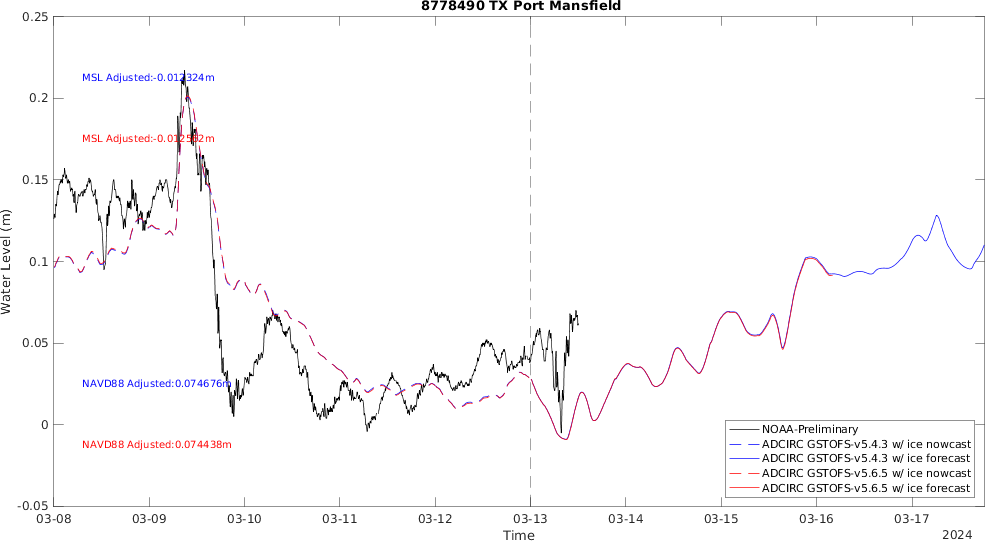 8778490 TX Port Mansfield
0.25
0.2
0.15
0.1
0.05
0
-0.05
Water Level (m)
MSL Adjusted:-0.012324m
MSL Adjusted:-0.012592m
NAVD88 Adjusted:0.074676m
NAVD88 Adjusted:0.074438m
NOAA-Preliminary
ADCIRC GSTOFS-v5.4.3 w/ ice nowcast
ADCIRC GSTOFS-v5.4.3 w/ ice forecast
ADCIRC GSTOFS-v5.6.5 w/ ice nowcast
ADCIRC GSTOFS-v5.6.5 w/ ice forecast
03-08 03-09 03-10 03-11 03-12 03-13 03-14 03-15 03-16 03-17
Time
2024